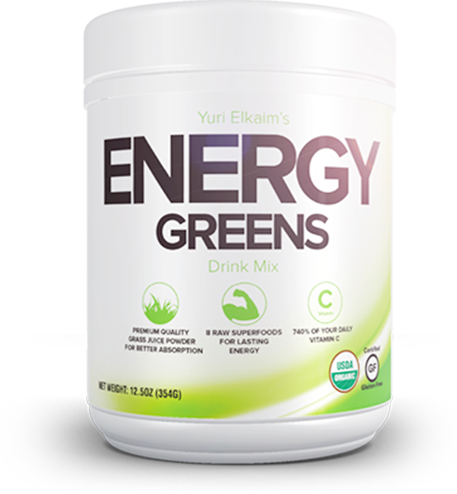 Yuri Elkaim's
ENERGY
GREENS
Drink Mix
C
Vitamin
PREMIUM QUALITY
GRASS JUICE POWDER
FOR BETTER ABSORPTION
8 RAW SUPERFOODS
FOR LASTING
ENERGY
740% OF YOUR DAILY
VITAMIN C
USDA
ORGANIC
Certified
GF
Gluten-Free
NET WEIGHT: 12.5OZ (354G)